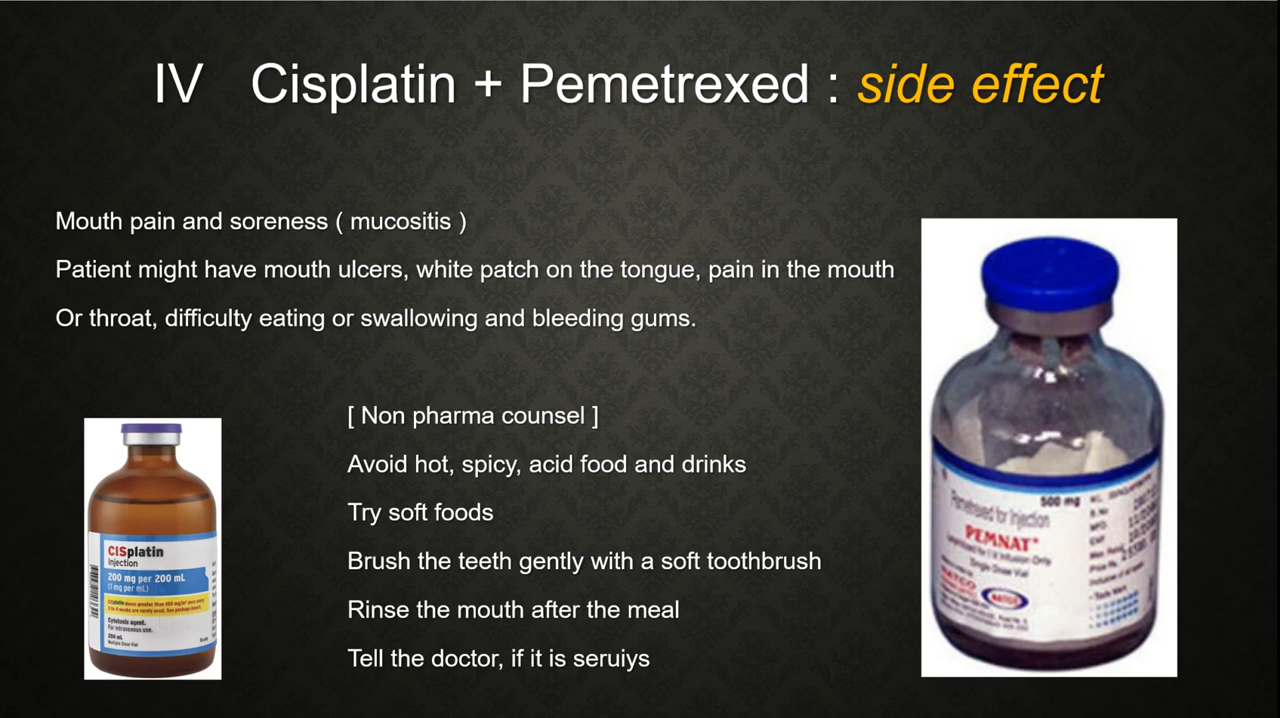 IV Cisplatin + Pemetrexed : side effect
Mouth pain and soreness ( mucositis )
Patient might have mouth ulcers, white patch on the tongue, pain in the mouth
Or throat, difficulty eating or swallowing and bleeding gums.
[ Non pharma counsel ]
Avoid hot, spicy, acid food and drinks
Try soft foods
Brush the teeth gently with a soft toothbrush
Rinse the mouth after the meal
Tell the doctor, if it is seruiys
CISplatin
Injection
200 mg per 200 mL
(1 mg per mL)
Cytotoxic agent.
For intravenous use.
200 mL
Multiple Dose Vial
500 mg
Pemetrexed for Injection
PEMNAT
Single Dose Vial
NATCO